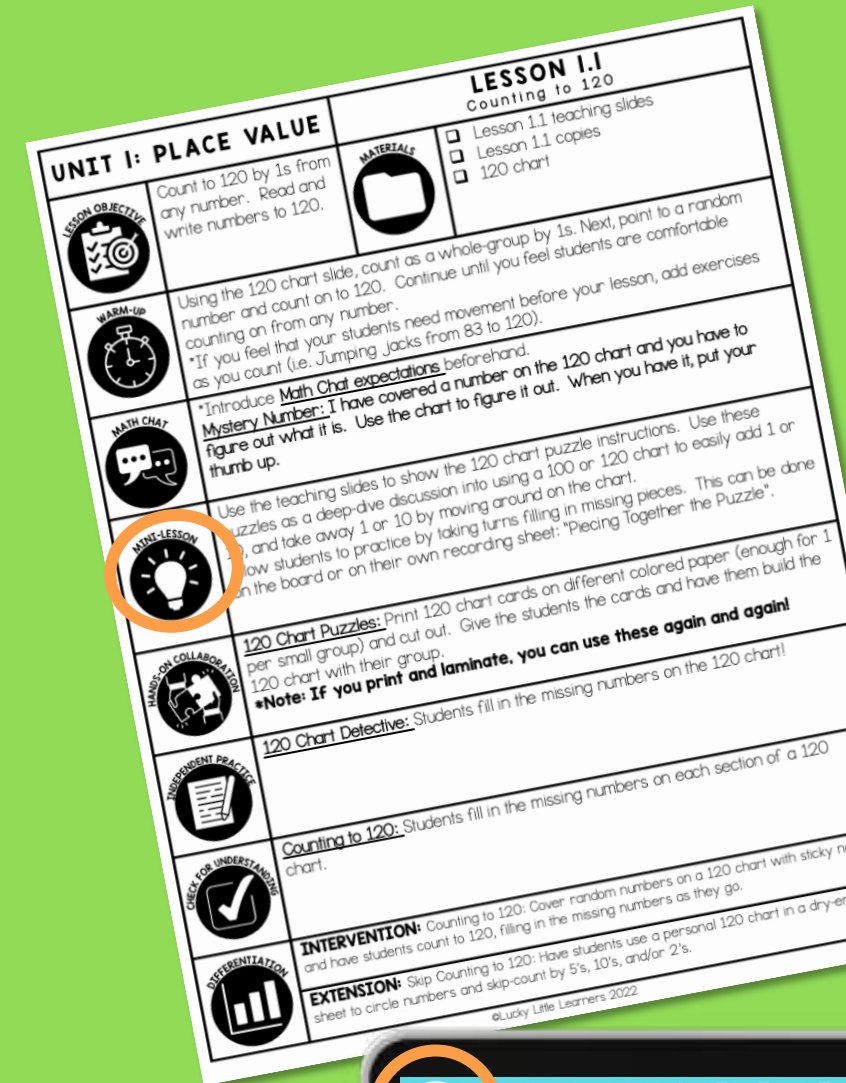 UNIT 1: PLACE VALUE
LESSON 1.1
Counting to 120
LESSON OBJECTIVE
Count to 120 by 1s from
any number. Read and
write numbers to 120.
MATERIALS
Lesson 1.1 teaching slides
Lesson 1.1 copies
120 chart
WARM-UP
Using the 120 chart slide, count as a whole-group by 1s. Next, point to a random
number and count on to 120. Continue until you feel students are comfortable
counting on from any number.
*If you feel that your students need movement before your lesson, add exercises
as you count (i.e. Jumping jacks from 83 to 120).
MATH CHAT
*Introduce Math Chat expectations beforehand.
Mystery Number: I have covered a number on the 120 chart and you have to
figure out what it is. Use the chart to figure it out. When you have it, put your
thumb up.
MINI-LESSON
Use the teaching slides to show the 120 chart puzzle instructions. Use these
puzzles as a deep-dive discussion into using a 100 or 120 chart to easily add 1 or
and take away 1 or 10 by moving around on the chart.
students to practice by taking turns filling in missing pieces. This can be done
on the board or on their own recording sheet: "Piecing Together the Puzzle".
HANDS-ON COLLABORATION
120 Chart Puzzles: Print 120 chart cards on different colored paper (enough for 1
per small group) and cut out. Give the students the cards and have them build the
120 chart with their group.
*Note: If you print and laminate, you can use these again and again!
INDEPENDENT PRACTICE
120 Chart Detective: Students fill in the missing numbers on the 120 chart!
CHECK FOR UNDERSTANDING
Counting to 120: Students fill in the missing numbers on each section of a 120
chart.
DIFFERENTIATION
INTERVENTION: Counting to 120: Cover random numbers on a 120 chart with sticky
and have students count to 120, filling in the missing numbers as they go.
EXTENSION: Skip Counting to 120: Have students use a personal 120 chart in a
sheet to circle numbers and skip-count by 5's, 10's, and/or 2's.
©Lucky Little Learners 2022